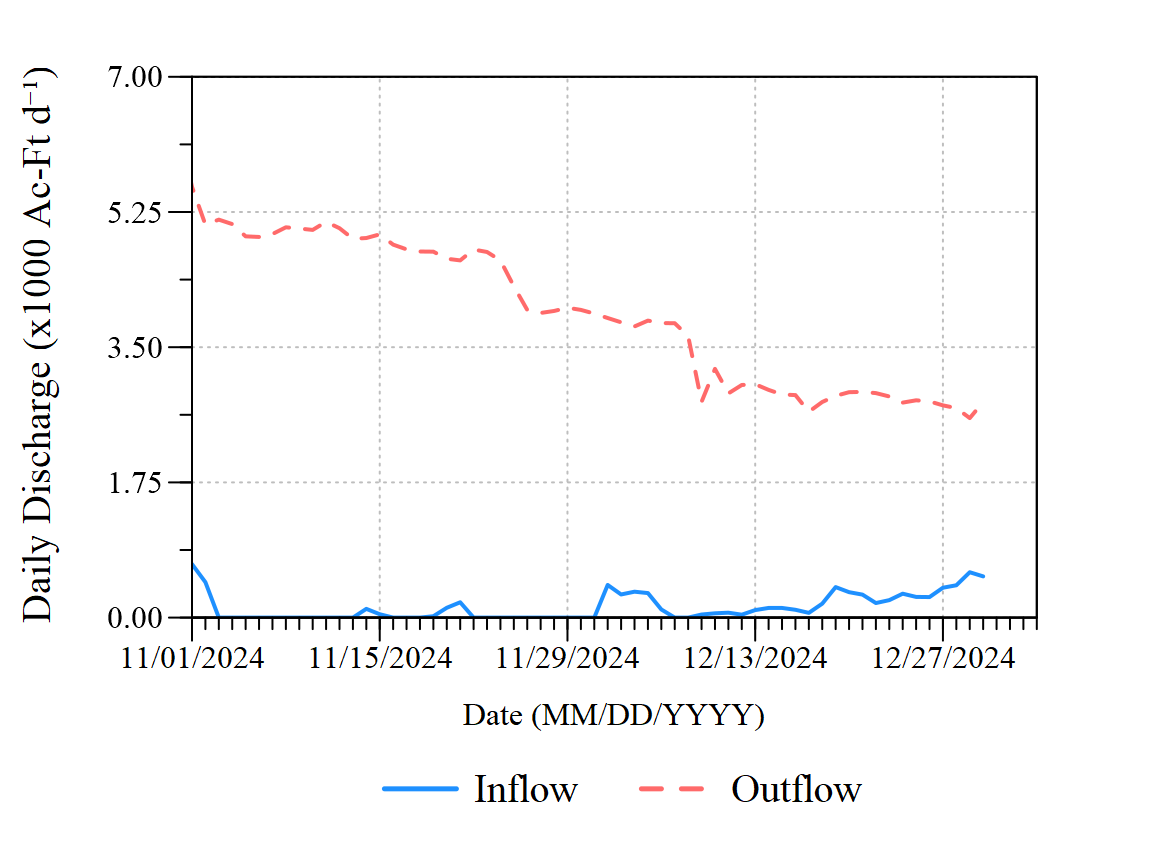 Daily Discharge (x1000 Ac-Ft d⁻¹)
7.00
5.25
3.50
1.75
0.00
11/01/2024 11/15/2024 11/29/2024 12/13/2024 12/27/2024
Date (MM/DD/YYYY)
Inflow Outflow